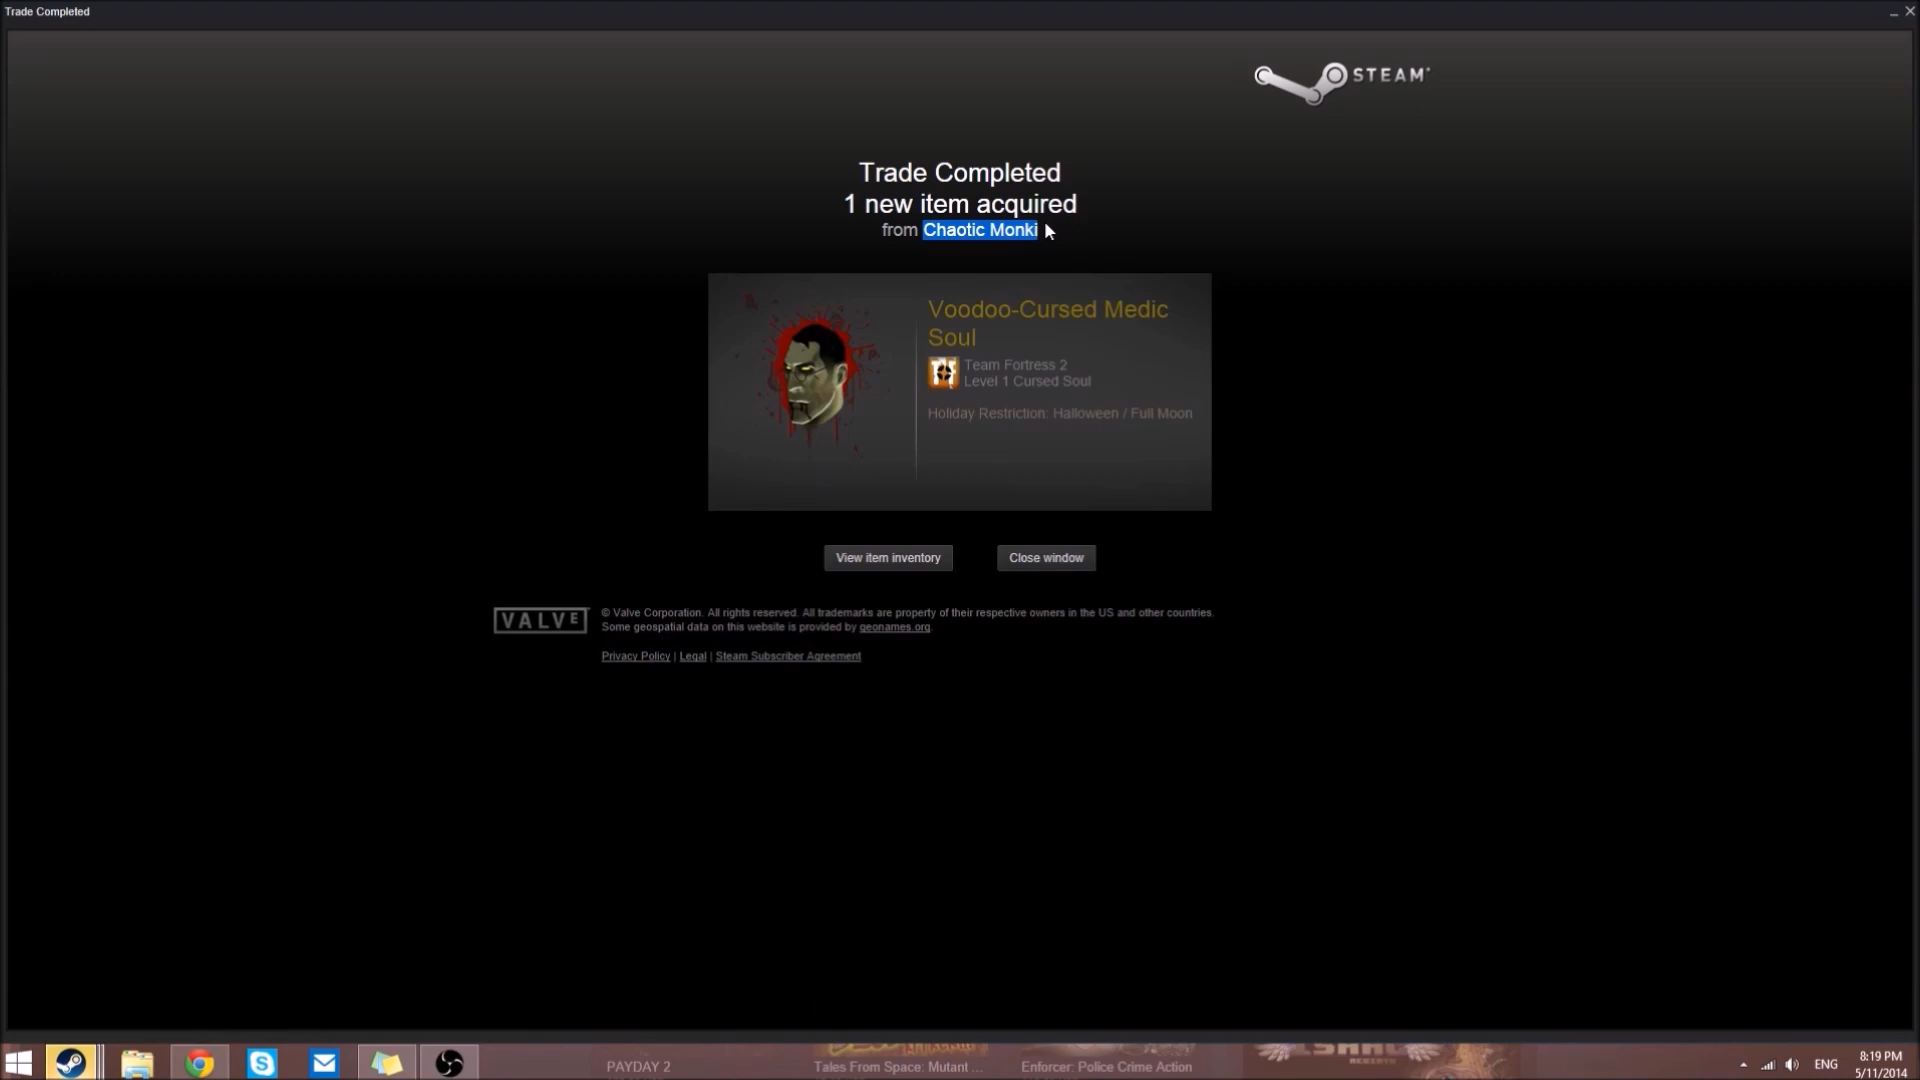 Trade Completed
STEAM
Trade Completed
1 new item acquired
from Chaotic Monki
Voodoo-Cursed Medic
Soul
Team Fortress 2
Level 1 Cursed Soul
Holiday Restriction: Halloween / Full Moon
View item inventory
Close window
VALVE
© Valve Corporation. All rights reserved. All trademarks are property of their respective owners in the US and other countries.
Some geospatial data on this website is provided by geonames.org.
Privacy Policy | Legal | Steam Subscriber Agreement
PAYDAY 2
Tales From Space: Mutant ...
Enforcer: Police Crime Action
ISAAC
REBIRTH
ENG
8:19 PM
5/11/2014